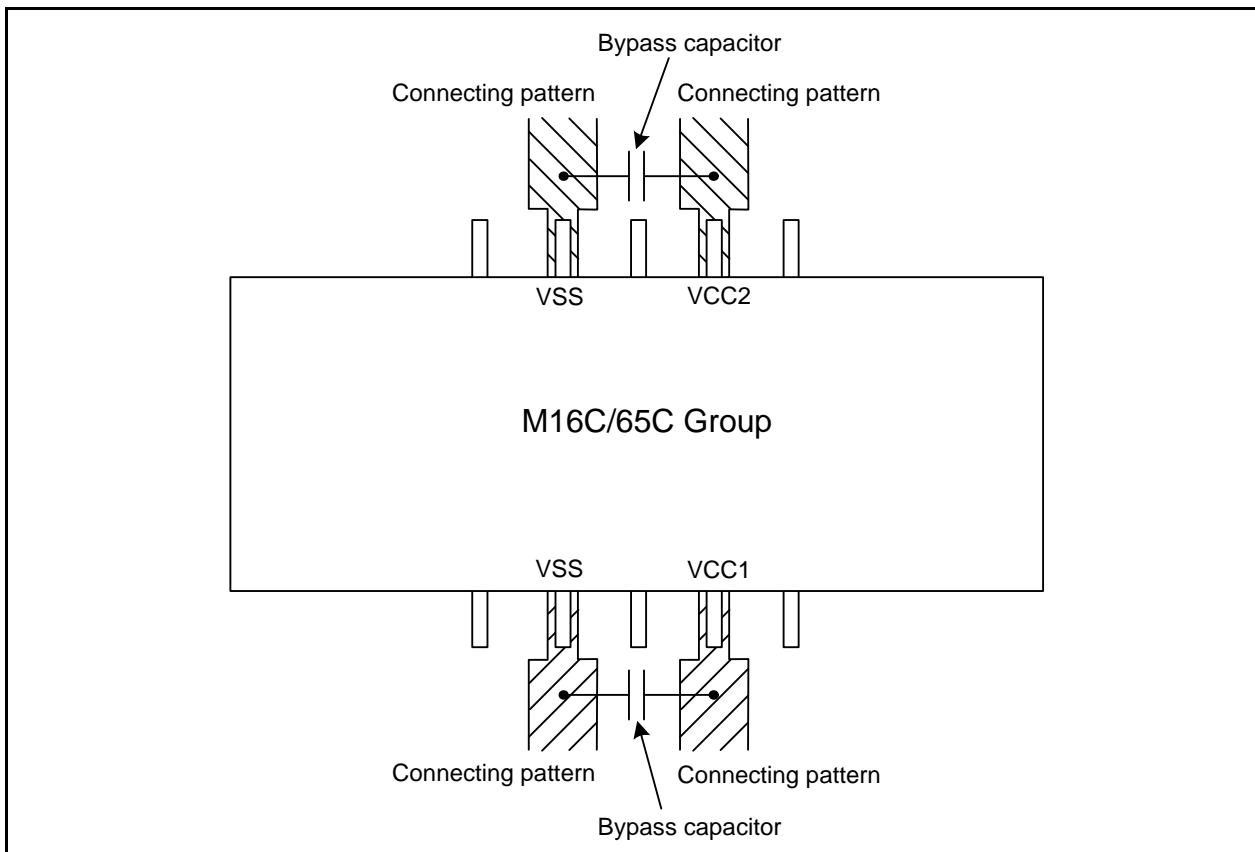 Bypass capacitor
Connecting pattern
Connecting pattern
VSS
VCC2
M16C/65C Group
VSS
VCC1
Connecting pattern
Connecting pattern
Bypass capacitor